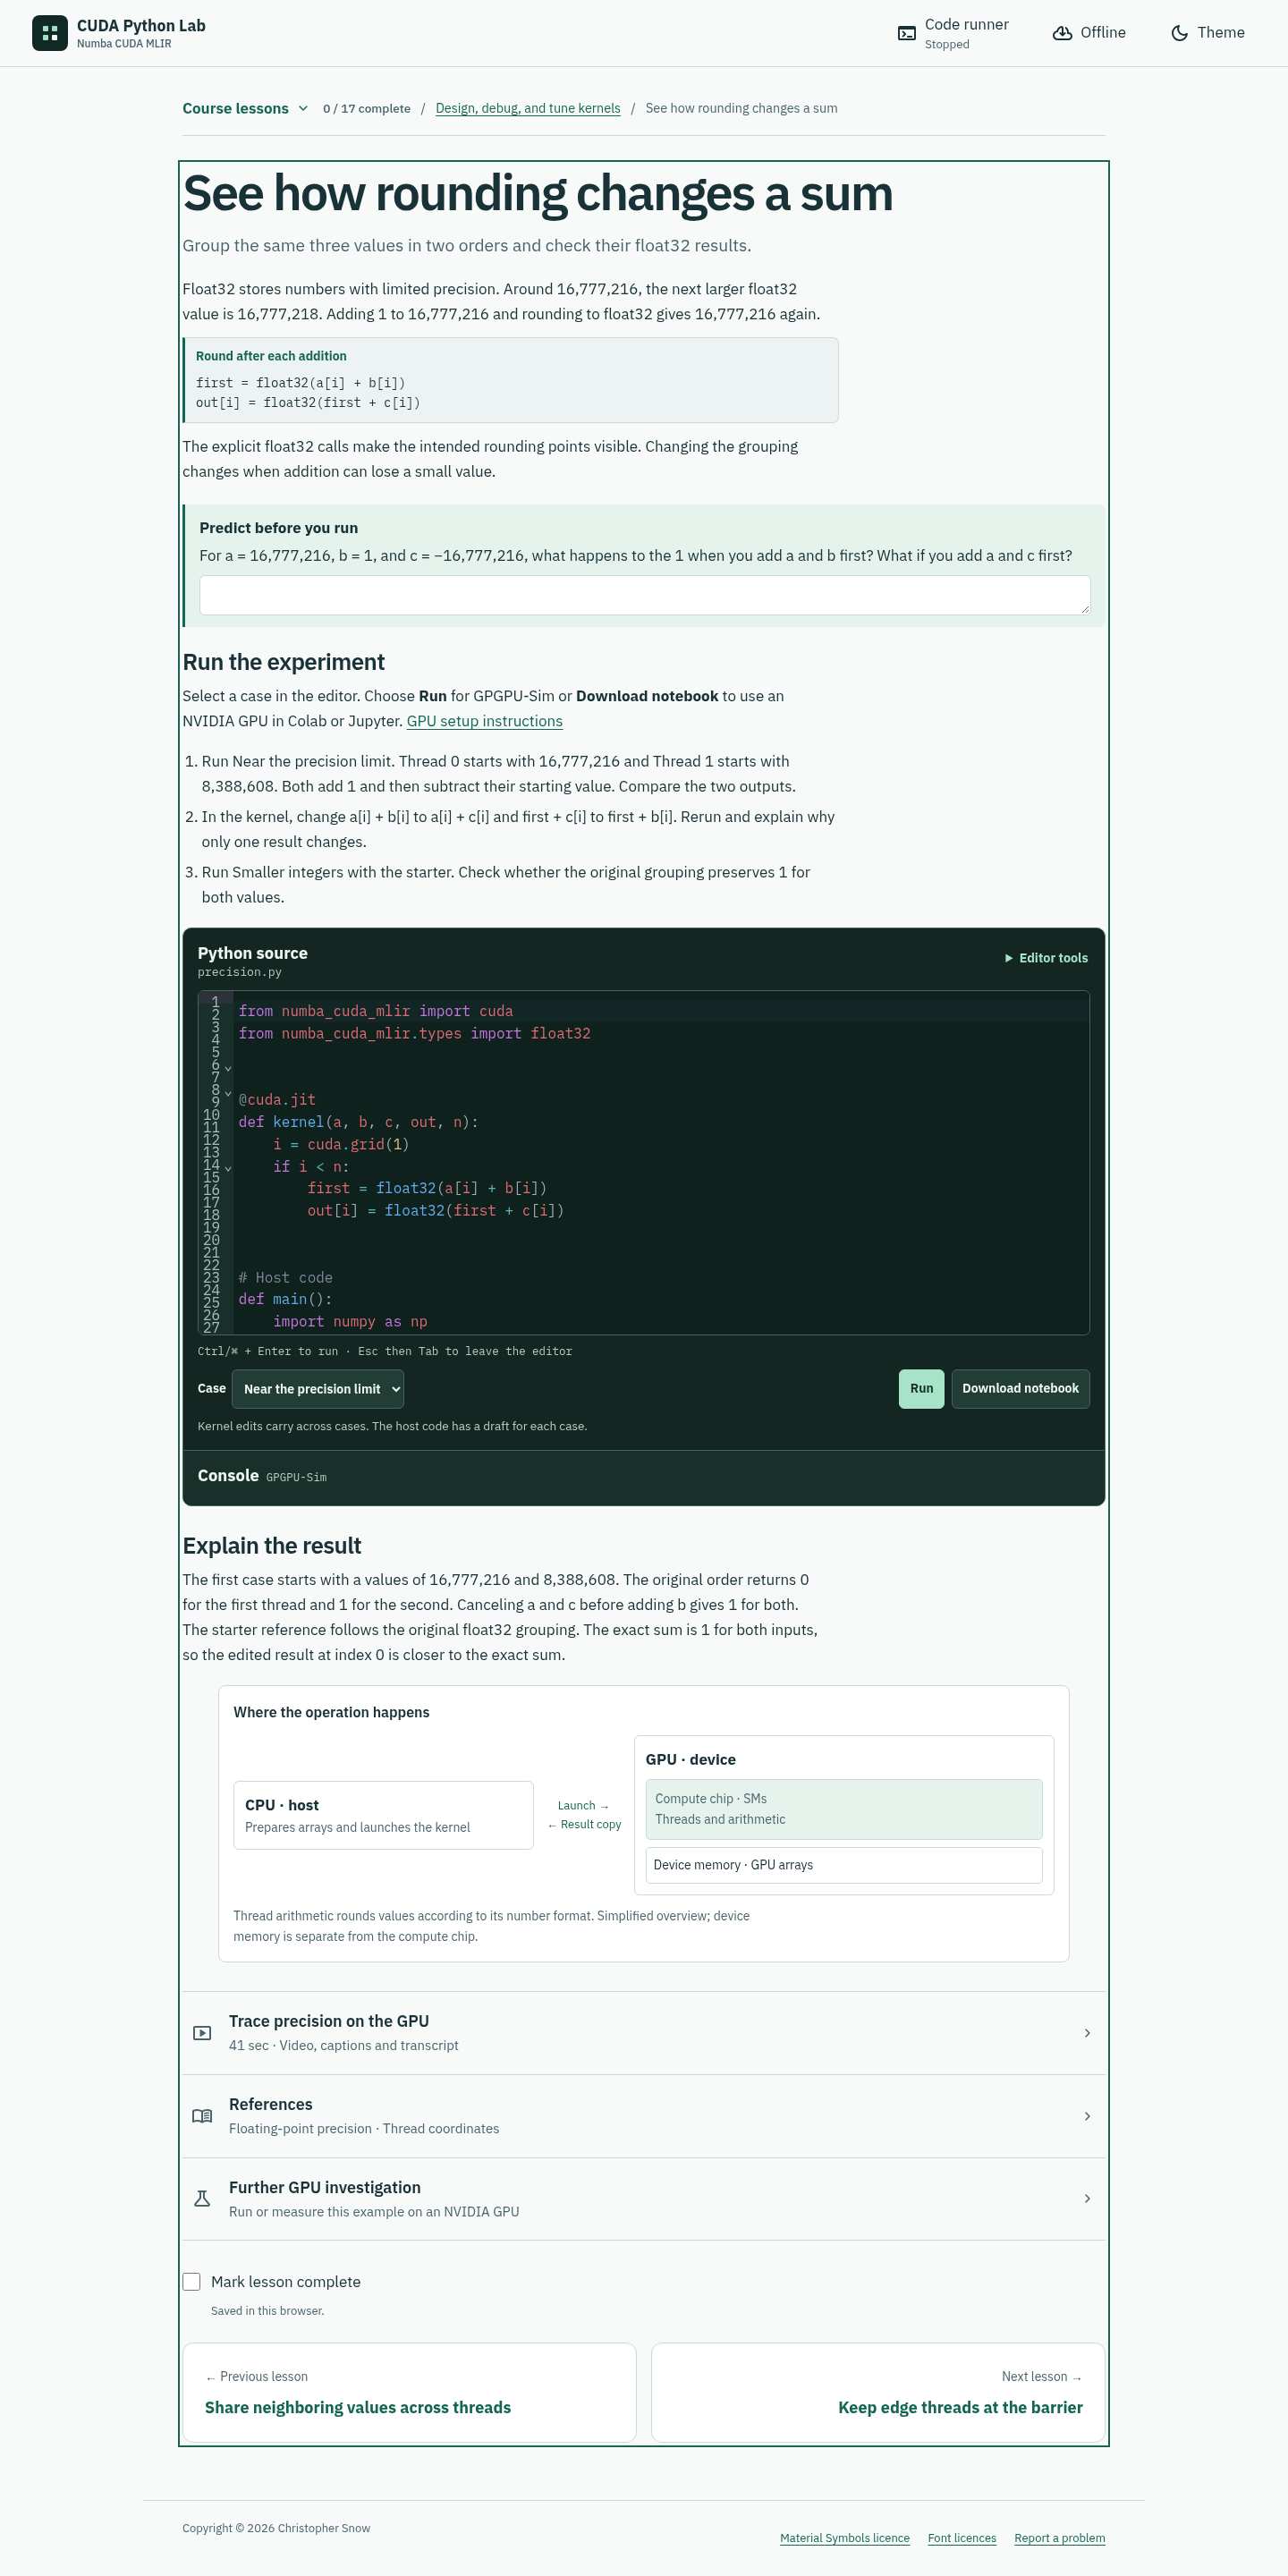 CUDA Python Lab
Numba CUDA MLIR
Code runner
Stopped
Offline
Theme
Course lessons
0 / 17 complete / Design, debug, and tune kernels / See how rounding changes a sum
See how rounding changes a sum
Group the same three values in two orders and check their float32 results.
Float32 stores numbers with limited precision. Around 16,777,216, the next larger float32
value is 16,777,218. Adding 1 to 16,777,216 and rounding to float32 gives 16,777,216 again.
Round after each addition
first = float32(a[i] + b[i])
out[i] = float32(first + c[i])
The explicit float32 calls make the intended rounding points visible. Changing the grouping
changes when addition can lose a small value.
Predict before you run
For a = 16,777,216, b = 1, and c = −16,777,216, what happens to the 1 when you add a and b first? What if you add a and c first?
Run the experiment
Select a case in the editor. Choose Run for GPGPU-Sim or Download notebook to use an
NVIDIA GPU in Colab or Jupyter. GPU setup instructions
1. Run Near the precision limit. Thread 0 starts with 16,777,216 and Thread 1 starts with
8,388,608. Both add 1 and then subtract their starting value. Compare the two outputs.
2. In the kernel, change a[i] + b[i] to a[i] + c[i] and first + c[i] to first + b[i]. Rerun and explain why
only one result changes.
3. Run Smaller integers with the starter. Check whether the original grouping preserves 1 for
both values.
Python source
precision.py
▶ Editor tools
1
2
3
4
5
6
7
8
9
10
11
12
13
14
15
16
17
18
19
20
21
22
23
24
25
26
27
from numba_cuda_mlir import cuda
from numba_cuda_mlir.types import float32
@cuda.jit
def kernel(a, b, c, out, n):
    i = cuda.grid(1)
    if i < n:
        first = float32(a[i] + b[i])
        out[i] = float32(first + c[i])
# Host code
def main():
    import numpy as np
Ctrl/⌘ + Enter to run · Esc then Tab to leave the editor
Case Near the precision limit
Run
Download notebook
Kernel edits carry across cases. The host code has a draft for each case.
Console GPGPU-Sim
Explain the result
The first case starts with a values of 16,777,216 and 8,388,608. The original order returns 0
for the first thread and 1 for the second. Canceling a and c before adding b gives 1 for both.
The starter reference follows the original float32 grouping. The exact sum is 1 for both inputs,
so the edited result at index 0 is closer to the exact sum.
Where the operation happens
CPU · host
Prepares arrays and launches the kernel
Launch →
← Result copy
GPU · device
Compute chip · SMs
Threads and arithmetic
Device memory · GPU arrays
Thread arithmetic rounds values according to its number format. Simplified overview; device
memory is separate from the compute chip.
Trace precision on the GPU
41 sec · Video, captions and transcript
References
Floating-point precision · Thread coordinates
Further GPU investigation
Run or measure this example on an NVIDIA GPU
Mark lesson complete
Saved in this browser.
← Previous lesson
Share neighboring values across threads
Next lesson →
Keep edge threads at the barrier
Copyright © 2026 Christopher Snow
Material Symbols licence
Font licences
Report a problem